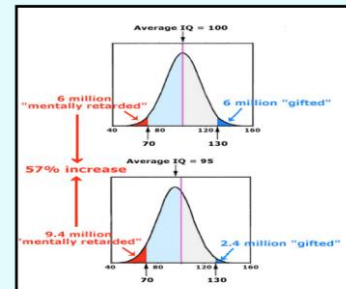 Average IQ = 100
6 million
"mentally retarded"
6 million "gifted"
40 80 120 160
70 130
57% increase
Average IQ = 95
9.4 million
"mentally retarded"
2.4 million "gifted"
40 80 120 160
70 130